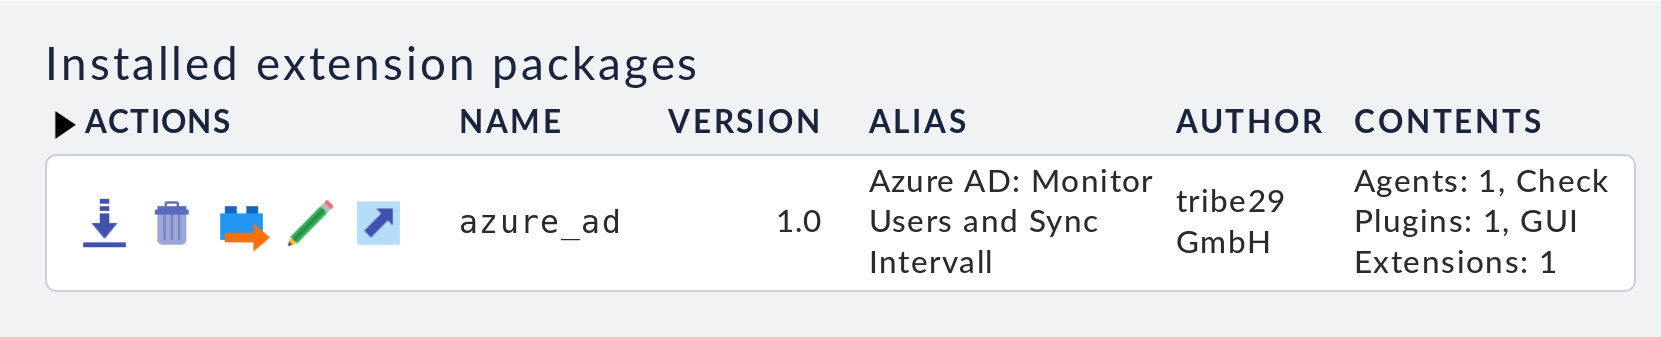 Installed extension packages
ACTIONS NAME VERSION ALIAS AUTHOR CONTENTS
azure_ad 1.0
Azure AD: Monitor
Users and Sync
Intervall
tribe29
GmbH
Agents: 1, Check
Plugins: 1, GUI
Extensions: 1